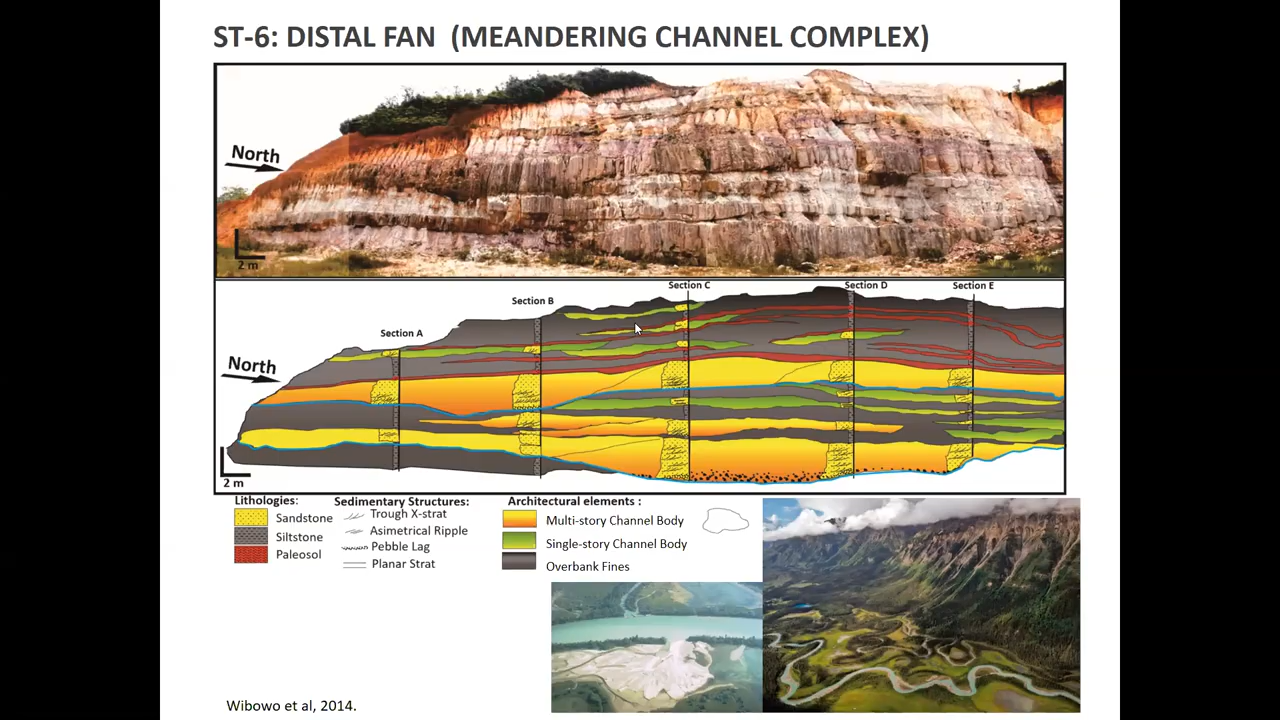 ST-6: DISTAL FAN (MEANDERING CHANNEL COMPLEX)
North
2 m
Section A
Section B
Section C
Section D
Section E
North
2 m
Lithologies:
Sandstone
Siltstone
Paleosol
Sedimentary Structures:
Trough X-strat
Asimetrical Ripple
Pebble Lag
Planar Strat
Architectural elements :
Multi-story Channel Body
Single-story Channel Body
Overbank Fines
Wibowo et al, 2014.